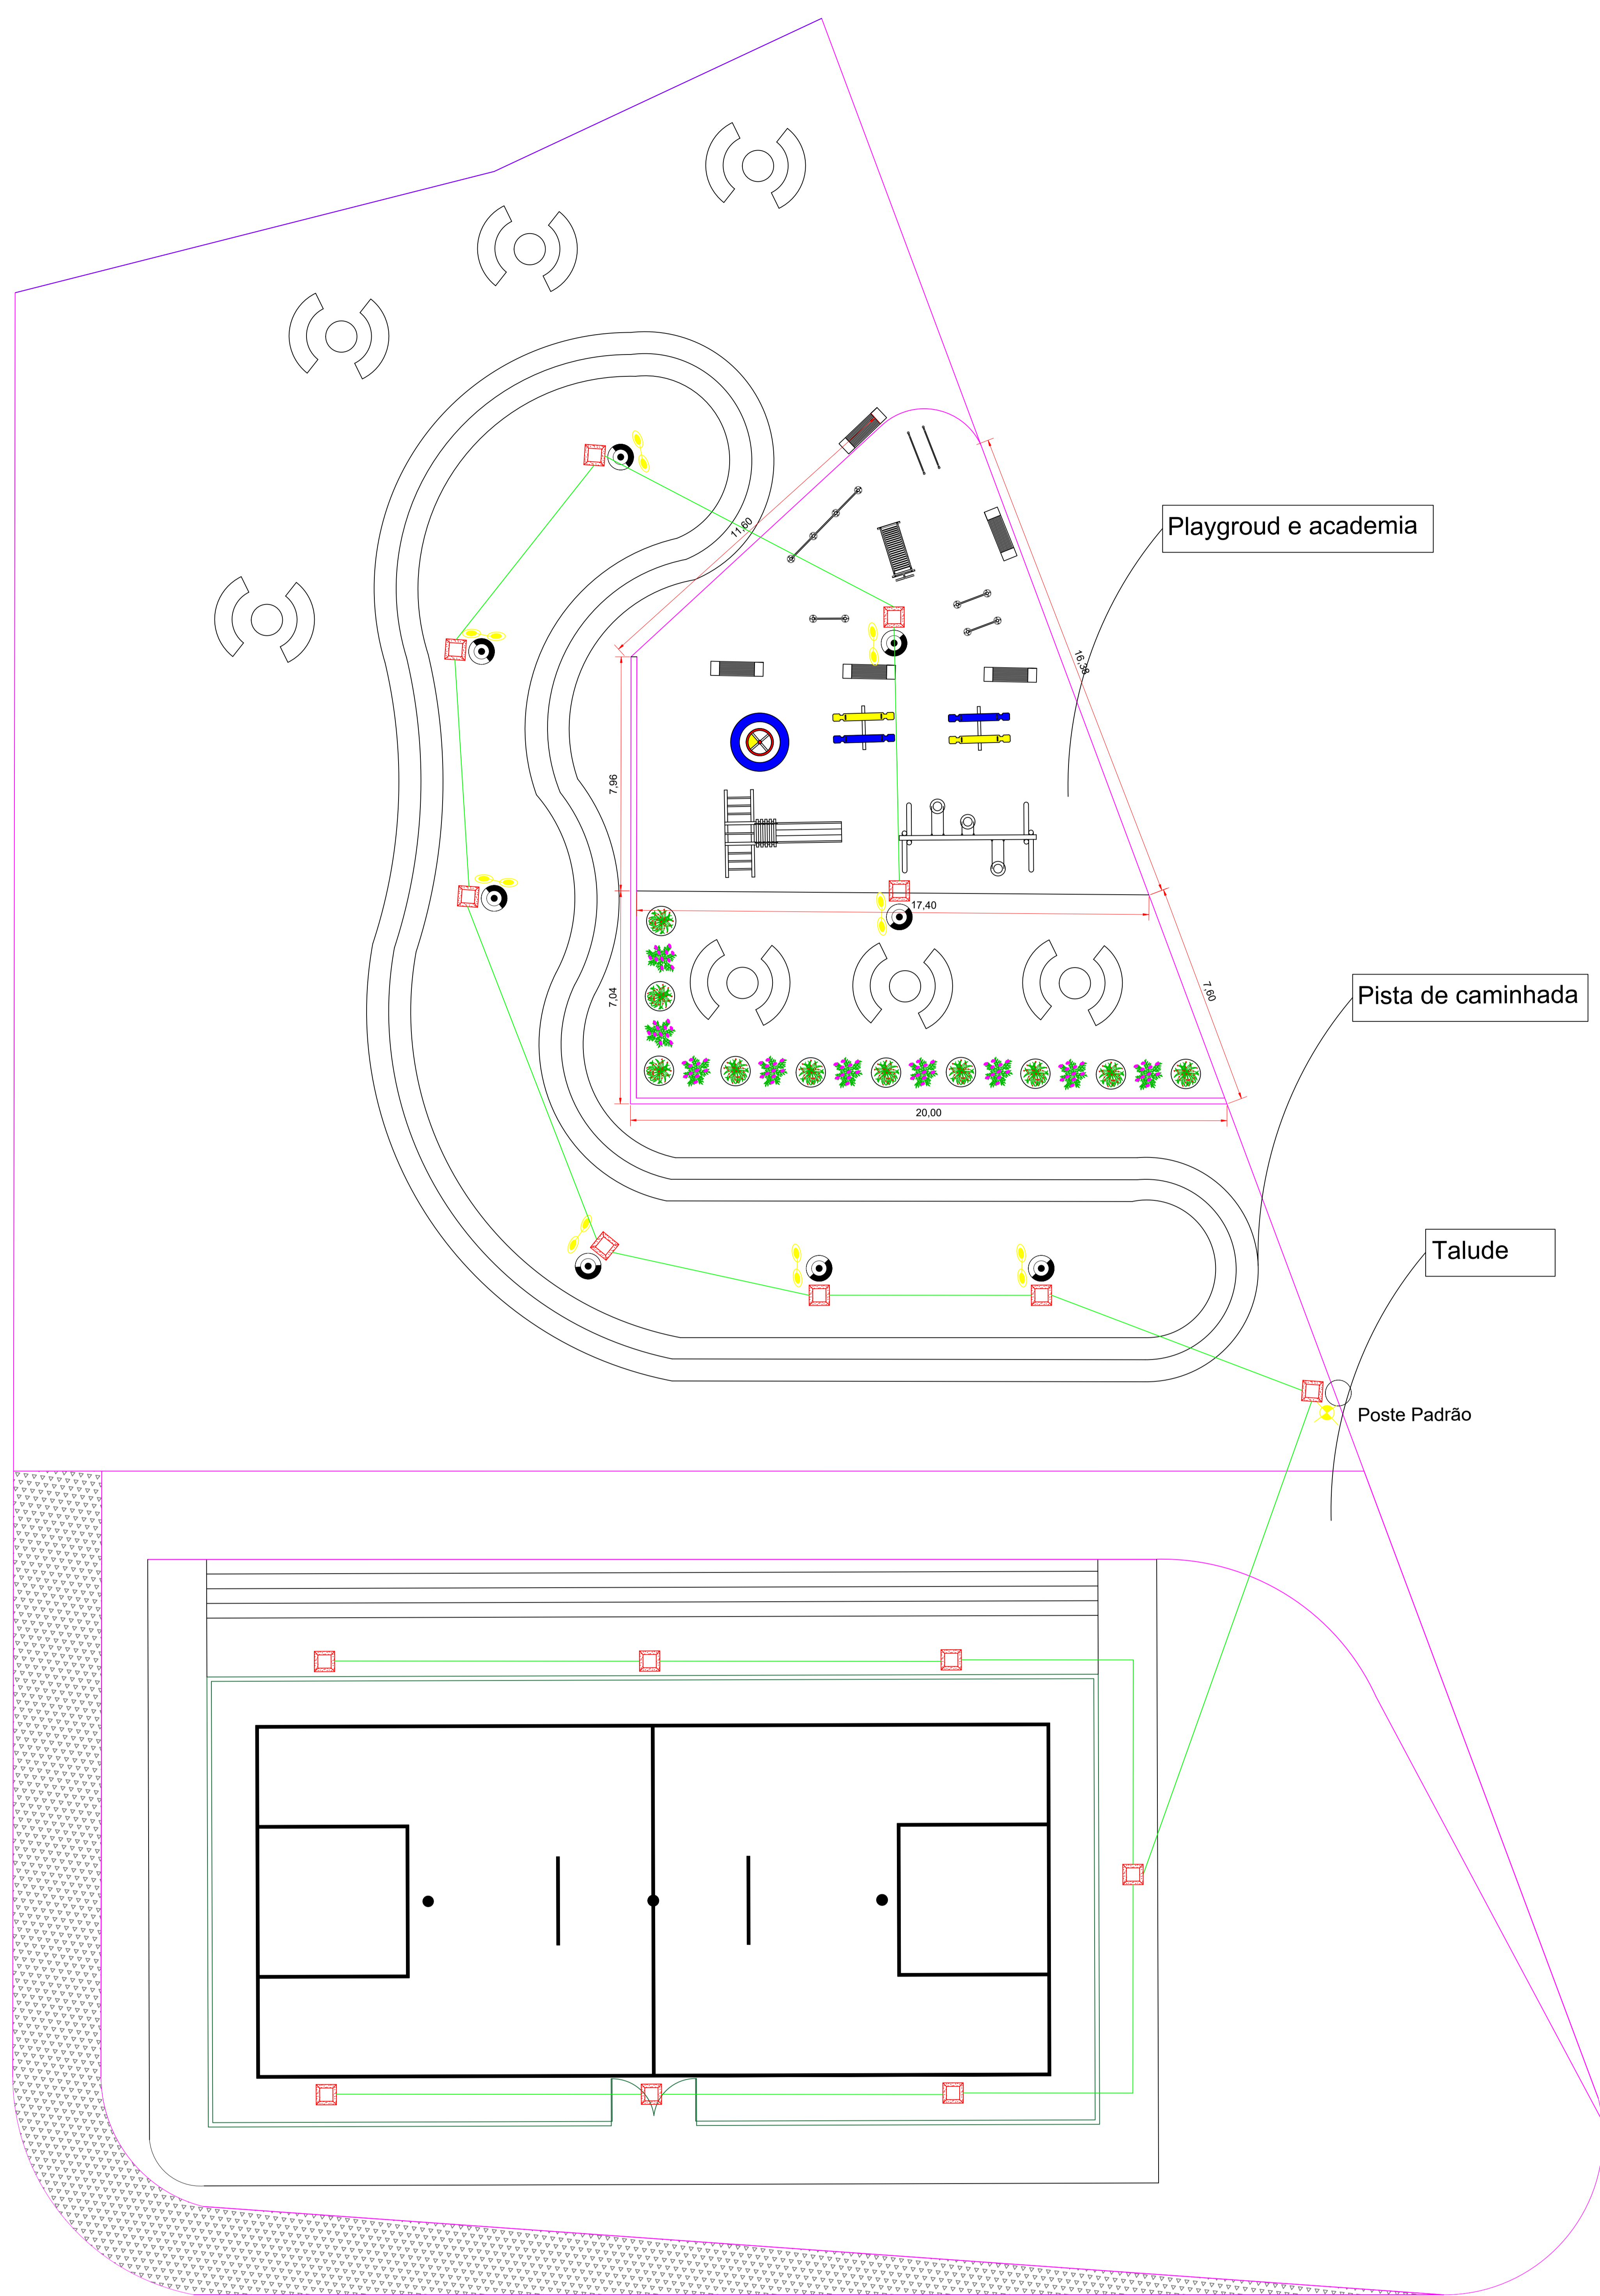 Playgroud e academia
11,60
16,38
7,96
17,40
7,04
7,60
Pista de caminhada
20,00
Talude
Poste Padrão